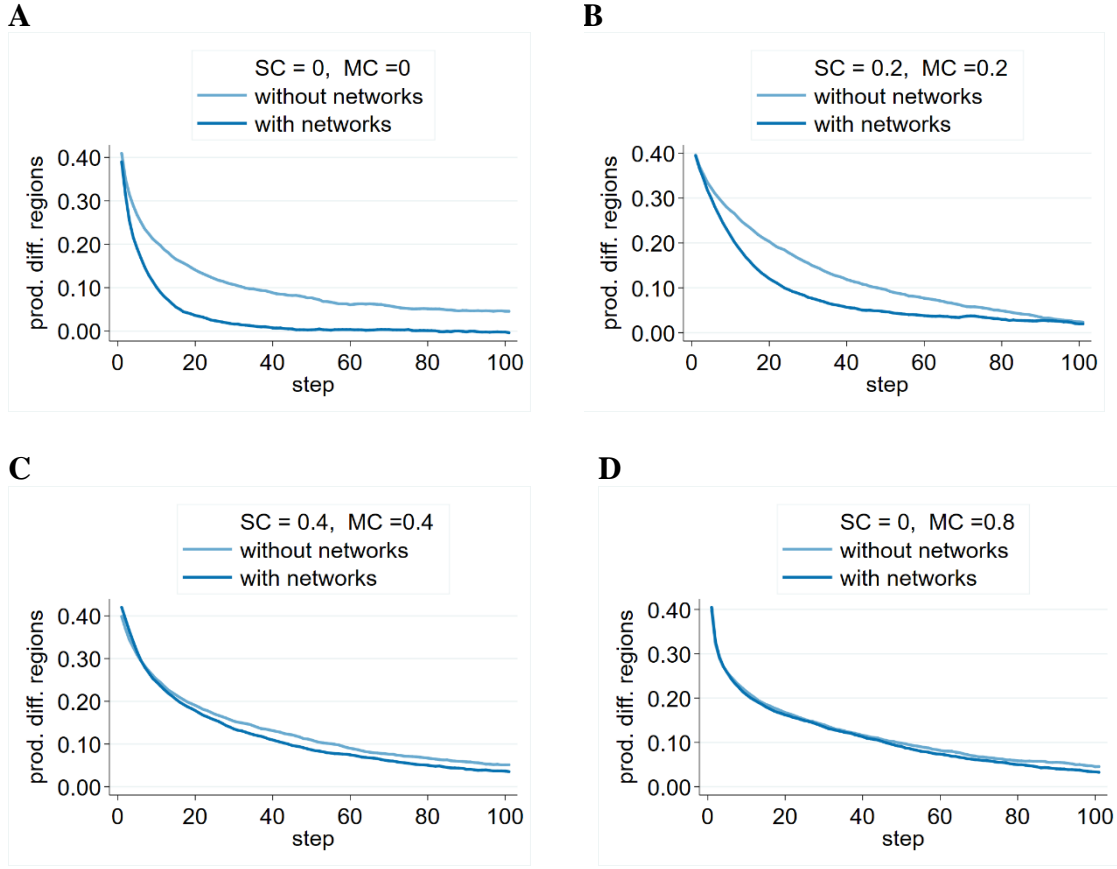 A
SC = 0, MC =0
without networks
with networks
prod. diff. regions
0.40
0.30
0.20
0.10
0.00
0 20 40 60 80 100
step
B
SC = 0.2, MC =0.2
without networks
with networks
prod. diff. regions
0.40
0.30
0.20
0.10
0.00
0 20 40 60 80 100
step
C
SC = 0.4, MC =0.4
without networks
with networks
prod. diff. regions
0.40
0.30
0.20
0.10
0.00
0 20 40 60 80 100
step
D
SC = 0, MC =0.8
without networks
with networks
prod. diff. regions
0.40
0.30
0.20
0.10
0.00
0 20 40 60 80 100
step